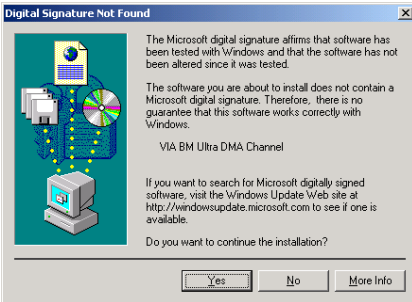 Digital Signature Not Found
The Microsoft digital signature affirms that software has
been tested with Windows and that the software has not
been altered since it was tested.
The software you are about to install does not contain a
Microsoft digital signature. Therefore, there is no
guarantee that this software works correctly with
Windows.
VIA BM Ultra DMA Channel
If you want to search for Microsoft digitally signed
software, visit the Windows Update Web site at
http://windowsupdate.microsoft.com to see if one is
available.
Do you want to continue the installation?
Yes No More Info